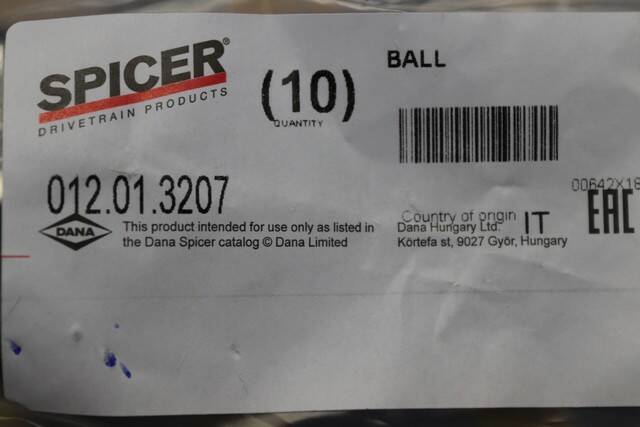 SPICER®
DRIVETRAIN PRODUCTS
(10)
QUANTITY
BALL
012.01.3207
DANA
This product intended for use only as listed in
the Dana Spicer catalog © Dana Limited
Country of origin IT
Dana Hungary Ltd.
Körtefa st, 9027 Győr, Hungary
00642X18
EAC